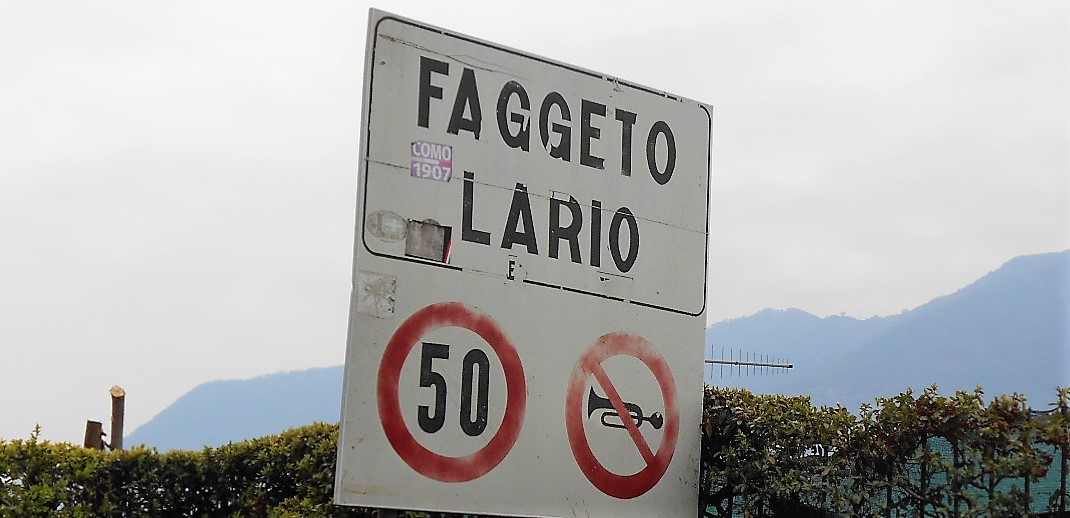 FAGGETO
COMO
1907
LARIO
E
50